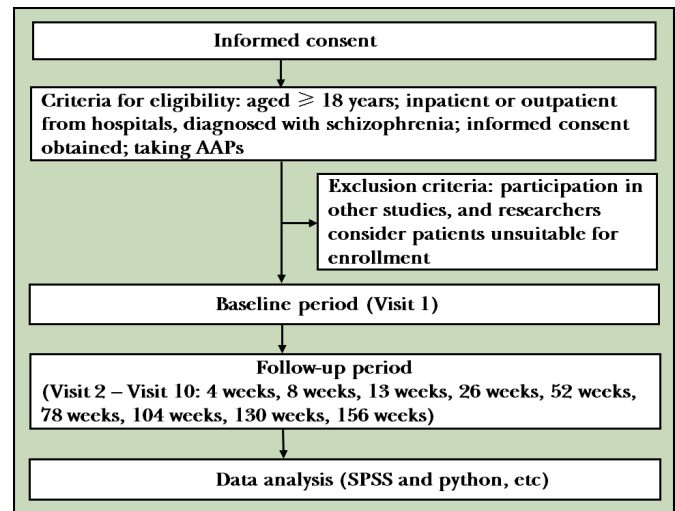 Informed consent
Criteria for eligibility: aged ⩾ 18 years; inpatient or outpatient
from hospitals, diagnosed with schizophrenia; informed consent
obtained; taking AAPs
Exclusion criteria: participation in
other studies, and researchers
consider patients unsuitable for
enrollment
Baseline period (Visit 1)
Follow-up period
(Visit 2 – Visit 10: 4 weeks, 8 weeks, 13 weeks, 26 weeks, 52 weeks,
78 weeks, 104 weeks, 130 weeks, 156 weeks)
Data analysis (SPSS and python, etc)